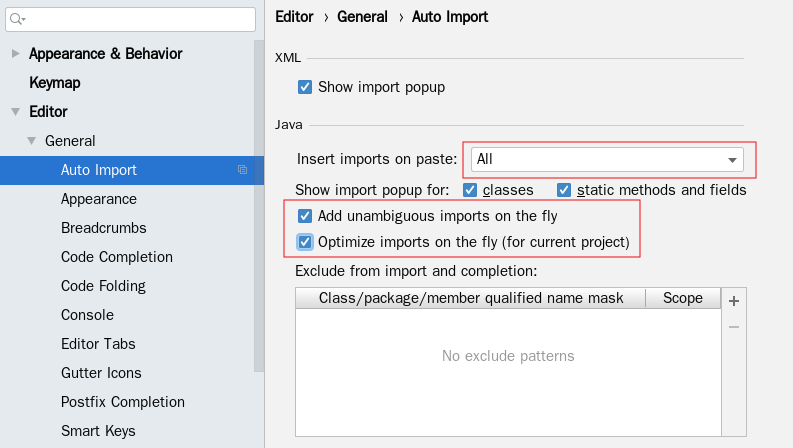 Appearance & Behavior
Keymap
Editor
General
Auto Import
Appearance
Breadcrumbs
Code Completion
Code Folding
Console
Editor Tabs
Gutter Icons
Postfix Completion
Smart Keys
Editor › General › Auto Import
XML
Show import popup
Java
Insert imports on paste: All
Show import popup for: classes static methods and fields
Add unambiguous imports on the fly
Optimize imports on the fly (for current project)
Exclude from import and completion:
Class/package/member qualified name mask Scope
No exclude patterns